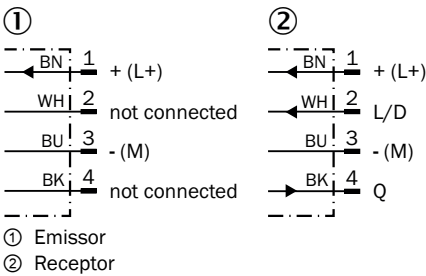 ① ②
BN 1 + (L+) BN 1 + (L+)
WH 2 not connected WH 2 L/D
BU 3 - (M) BU 3 - (M)
BK 4 not connected BK 4 Q
① Emissor
② Receptor